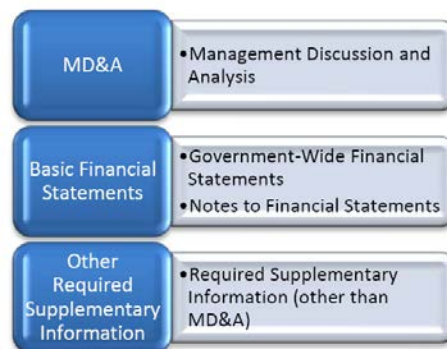 MD&A
•Management Discussion and
Analysis
Basic Financial
Statements
•Government-Wide Financial
Statements
•Notes to Financial Statements
Other
Required
Supplementary
Information
•Required Supplementary
Information (other than
MD&A)